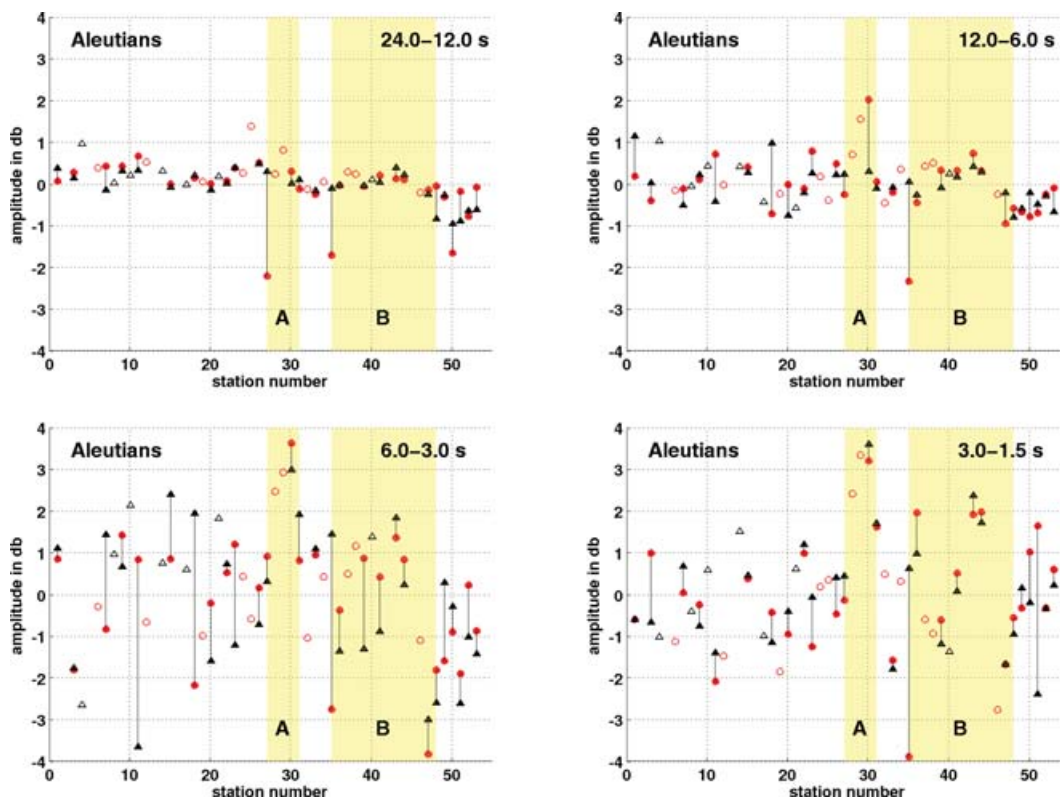 Aleutians 24.0–12.0 s
amplitude in db
4
3
2
1
0
-1
-2
-3
-4
A B
0 10 20 30 40 50
station number
Aleutians 12.0–6.0 s
amplitude in db
4
3
2
1
0
-1
-2
-3
-4
A B
0 10 20 30 40 50
station number
Aleutians 6.0–3.0 s
amplitude in db
4
3
2
1
0
-1
-2
-3
-4
A B
0 10 20 30 40 50
station number
Aleutians 3.0–1.5 s
amplitude in db
4
3
2
1
0
-1
-2
-3
-4
A B
0 10 20 30 40 50
station number